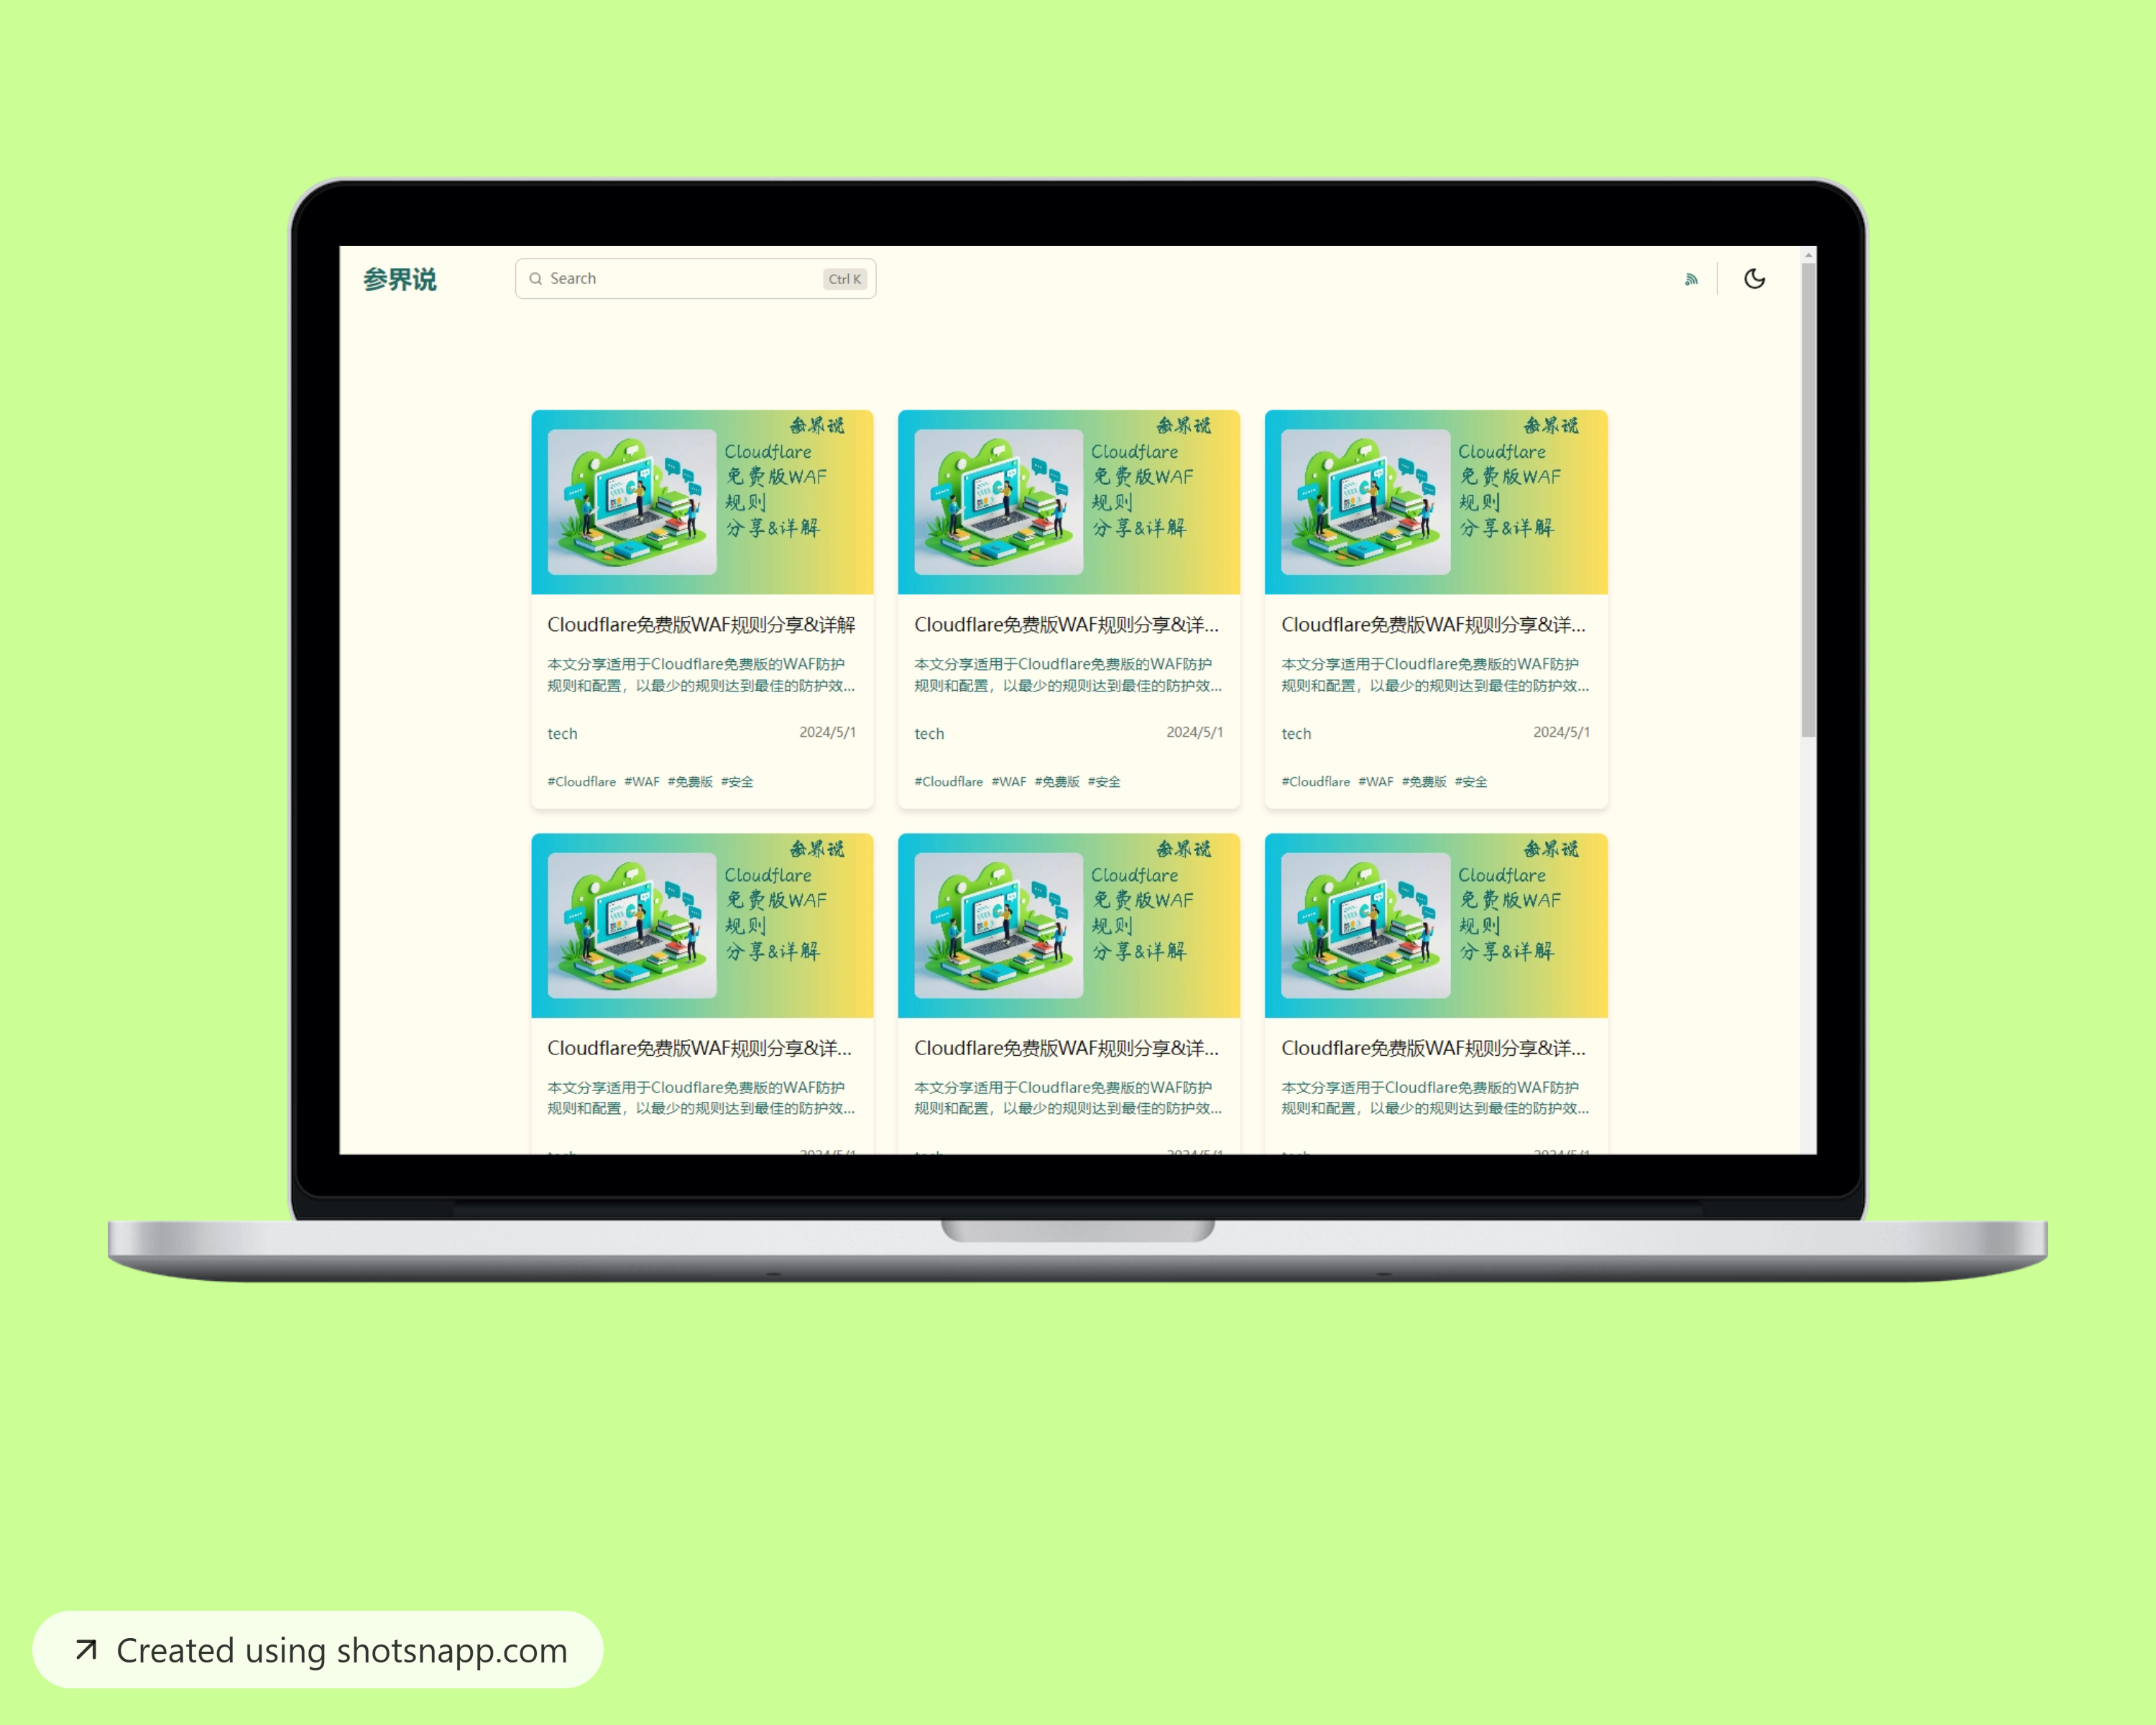 参界说
Search
Ctrl K
参界说
Cloudflare
免费版WAF
规则
分享&详解
Cloudflare免费版WAF规则分享&详解
本文分享适用于Cloudflare免费版的WAF防护
规则和配置，以最少的规则达到最佳的防护效...
tech
2024/5/1
#Cloudflare #WAF #免费版 #安全
参界说
Cloudflare
免费版WAF
规则
分享&详解
Cloudflare免费版WAF规则分享&详...
本文分享适用于Cloudflare免费版的WAF防护
规则和配置，以最少的规则达到最佳的防护效...
tech
2024/5/1
#Cloudflare #WAF #免费版 #安全
参界说
Cloudflare
免费版WAF
规则
分享&详解
Cloudflare免费版WAF规则分享&详...
本文分享适用于Cloudflare免费版的WAF防护
规则和配置，以最少的规则达到最佳的防护效...
tech
2024/5/1
#Cloudflare #WAF #免费版 #安全
参界说
Cloudflare
免费版WAF
规则
分享&详解
Cloudflare免费版WAF规则分享&详...
本文分享适用于Cloudflare免费版的WAF防护
规则和配置，以最少的规则达到最佳的防护效...
tech
2024/5/1
参界说
Cloudflare
免费版WAF
规则
分享&详解
Cloudflare免费版WAF规则分享&详...
本文分享适用于Cloudflare免费版的WAF防护
规则和配置，以最少的规则达到最佳的防护效...
tech
2024/5/1
参界说
Cloudflare
免费版WAF
规则
分享&详解
Cloudflare免费版WAF规则分享&详...
本文分享适用于Cloudflare免费版的WAF防护
规则和配置，以最少的规则达到最佳的防护效...
tech
2024/5/1
Created using shotsnapp.com